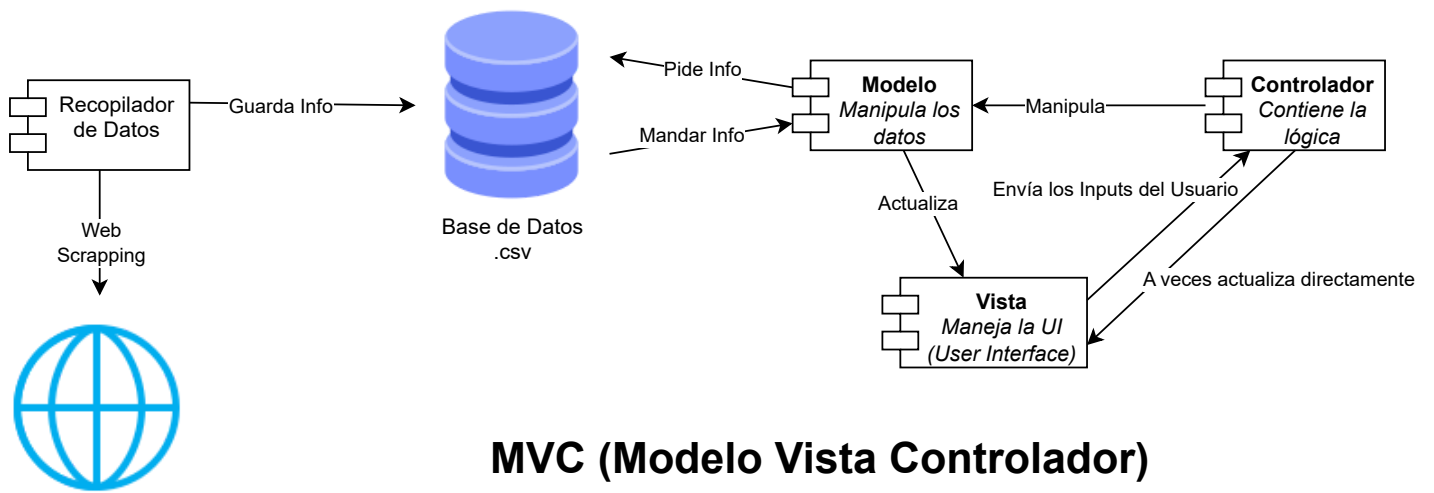 Recopilador
de Datos
Guarda Info
Web
Scrapping
Base de Datos
.csv
Pide Info
Mandar Info
Modelo
Manipula los
datos
Manipula
Controlador
Contiene la
lógica
Actualiza
Envía los Inputs del Usuario
A veces actualiza directamente
Vista
Maneja la UI
(User Interface)
MVC (Modelo Vista Controlador)